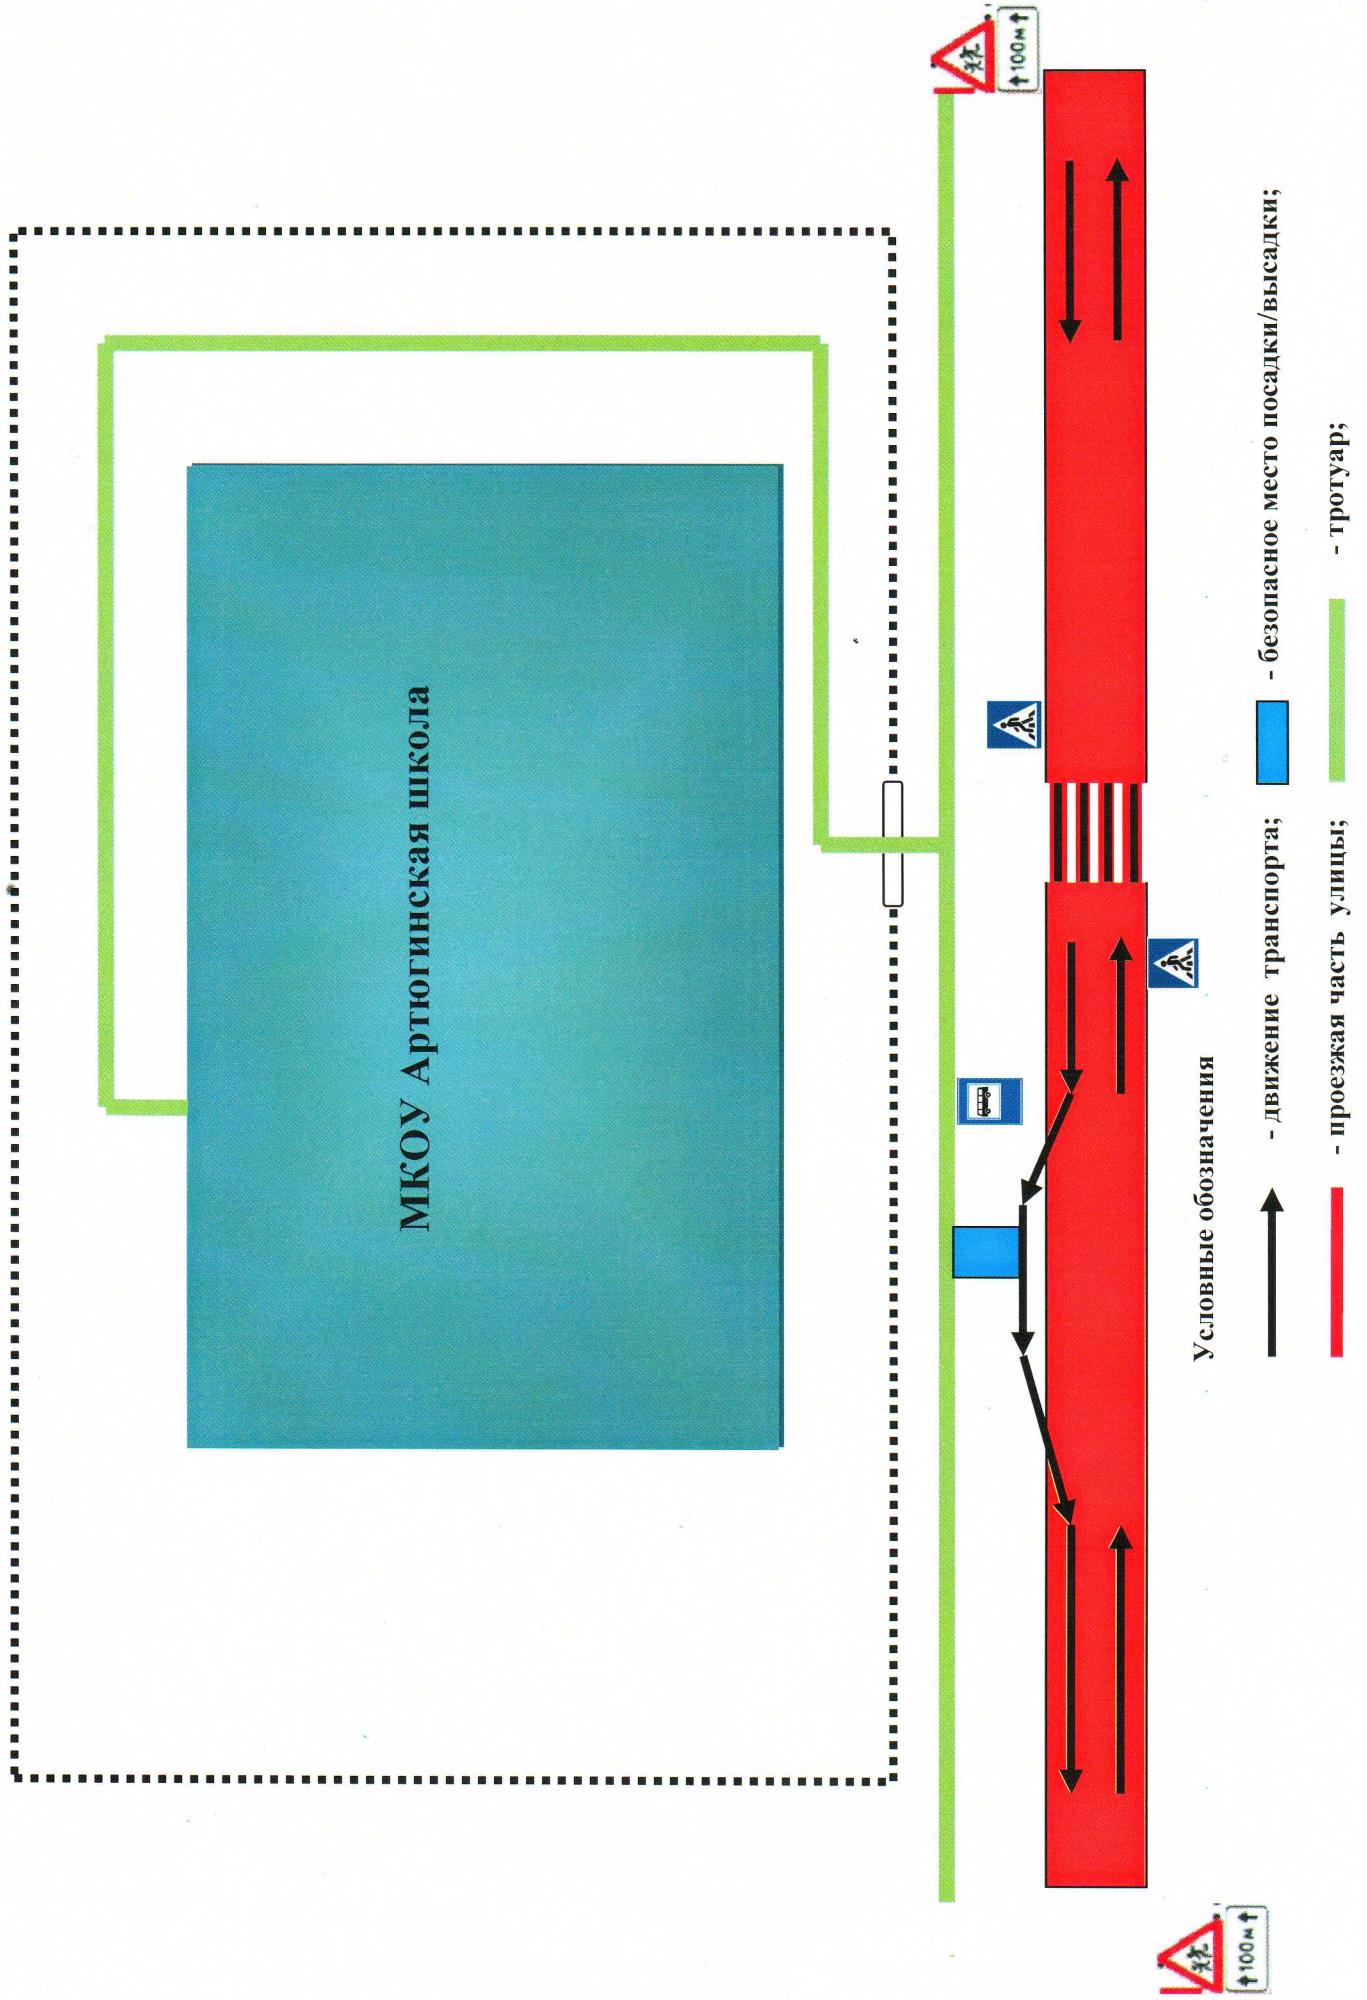 МКОУ Артюгинская школа
↑100м↑
↑100м↑
Условные обозначения
- движение транспорта;
- безопасное место посадки/высадки;
- проезжая часть улицы;
- тротуар;